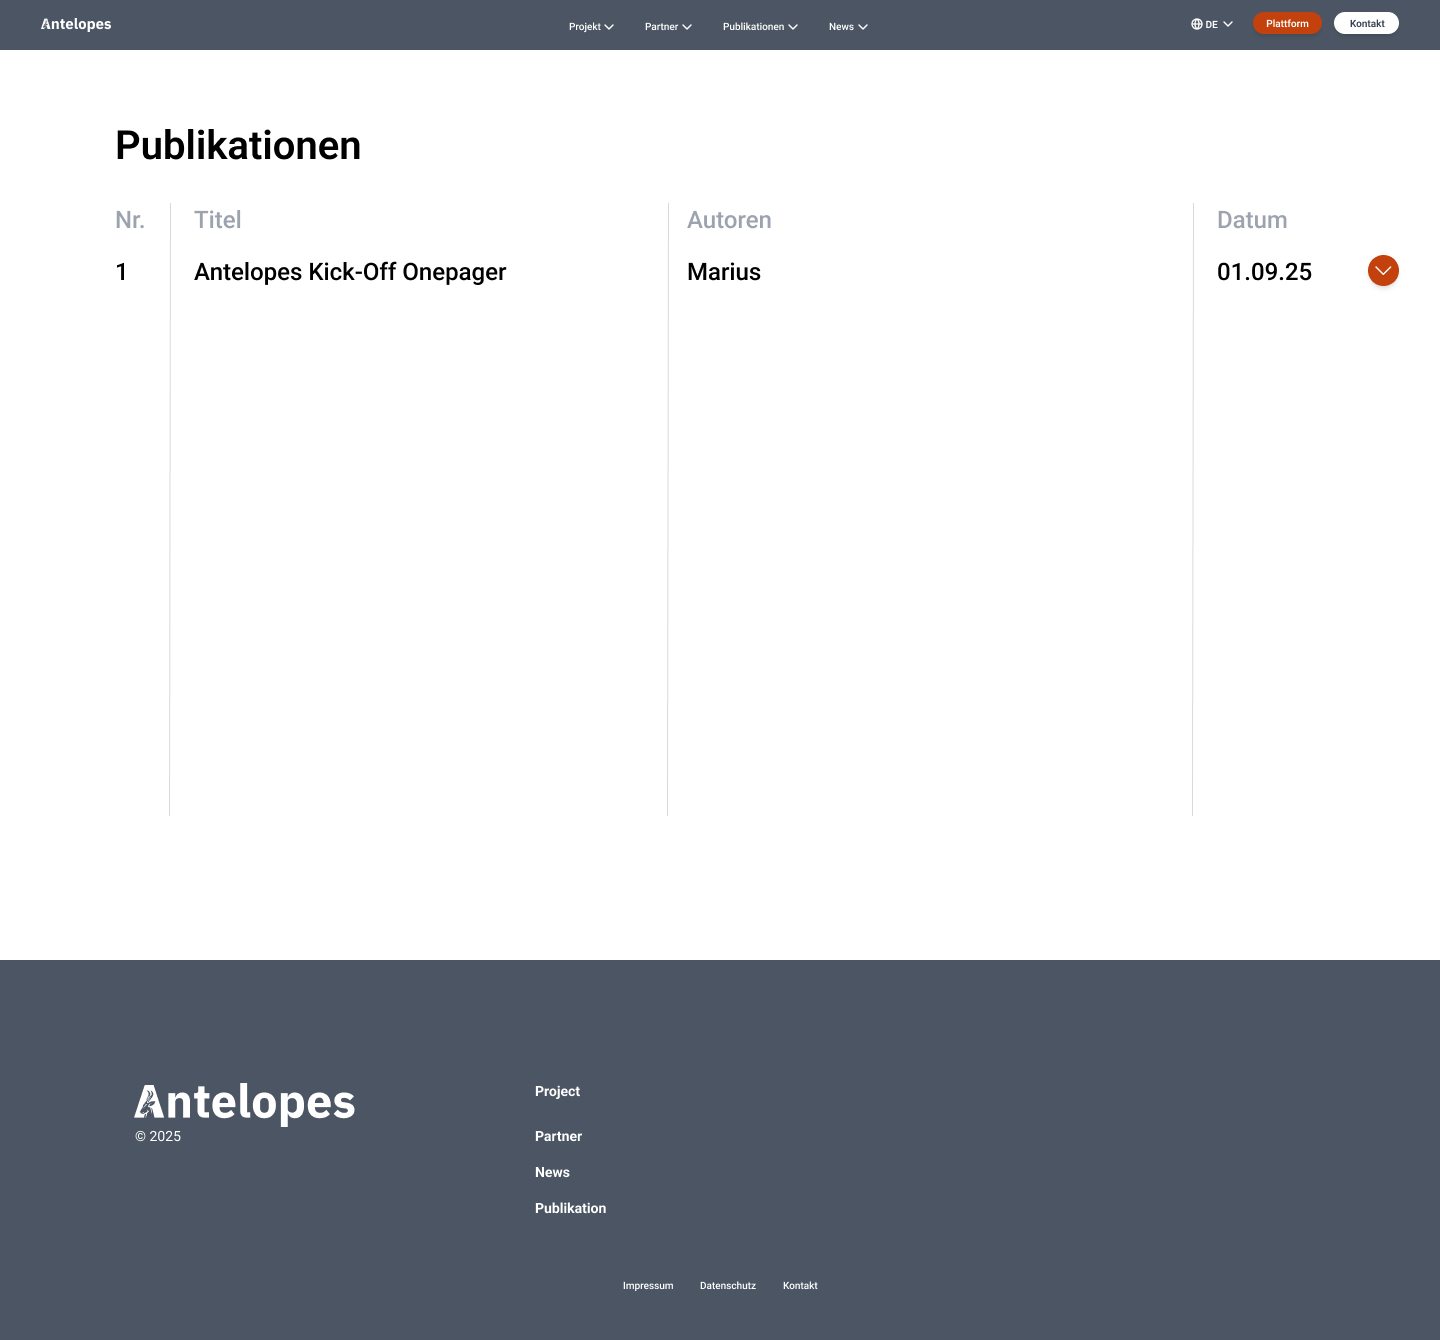 Antelopes
Projekt Partner Publikationen News
DE Plattform Kontakt
Publikationen
Nr. Titel Autoren Datum
1 Antelopes Kick-Off Onepager Marius 01.09.25
Antelopes
© 2025
Project
Partner
News
Publikation
Impressum Datenschutz Kontakt